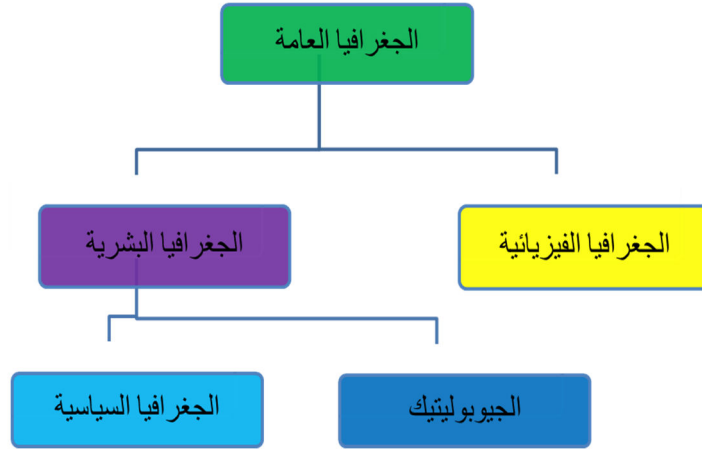 الجغرافيا العامة
الجغرافيا الفيزيائية
الجغرافيا البشرية
الجيوبوليتيك
الجغرافيا السياسية